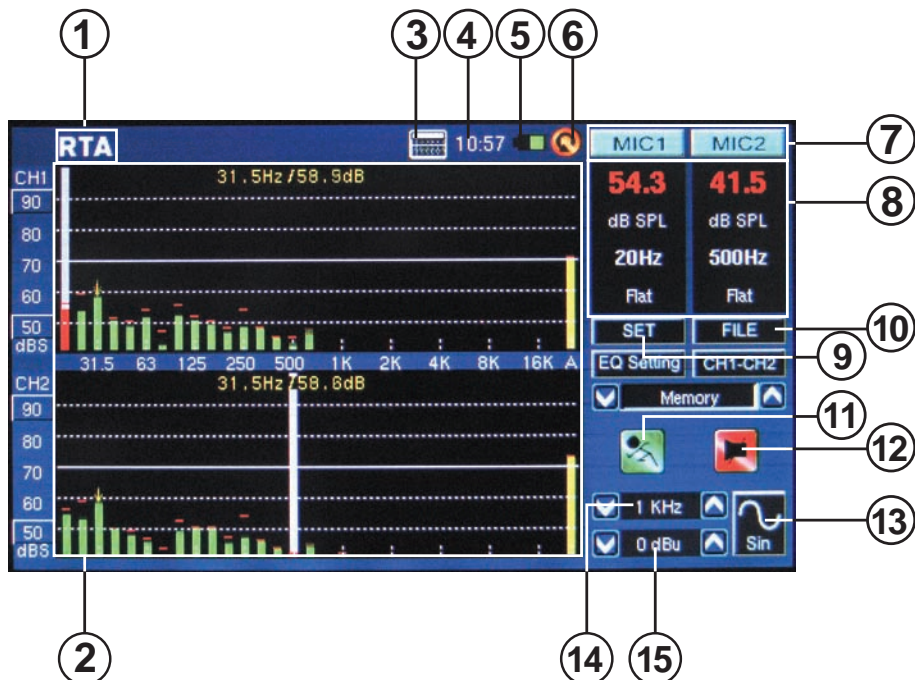 1 3 4 5 6
RTA 10:57 MIC1 MIC2 7
CH1 31.5Hz/58.9dB 54.3 41.5 8
90 dB SPL dB SPL
80 20Hz 500Hz
70 Flat Flat
60
50 SET FILE 10
dBS
31.5 63 125 250 500 1K 2K 4K 8K 16K A EQ Setting CH1-CH2 9
CH2 31.5Hz/58.6dB
90 Memory 11
80
70 12
60 1 KHz 13
50 0 dBu Sin
dBS
2 14 15